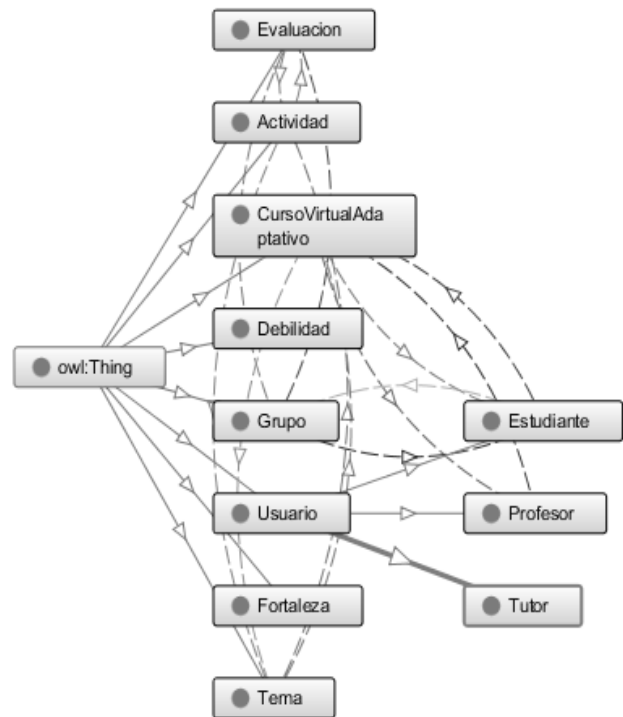 Evaluacion
Actividad
CursoVirtualAda
ptativo
Debilidad
owl:Thing
Grupo
Estudiante
Usuario
Profesor
Fortaleza
Tutor
Tema